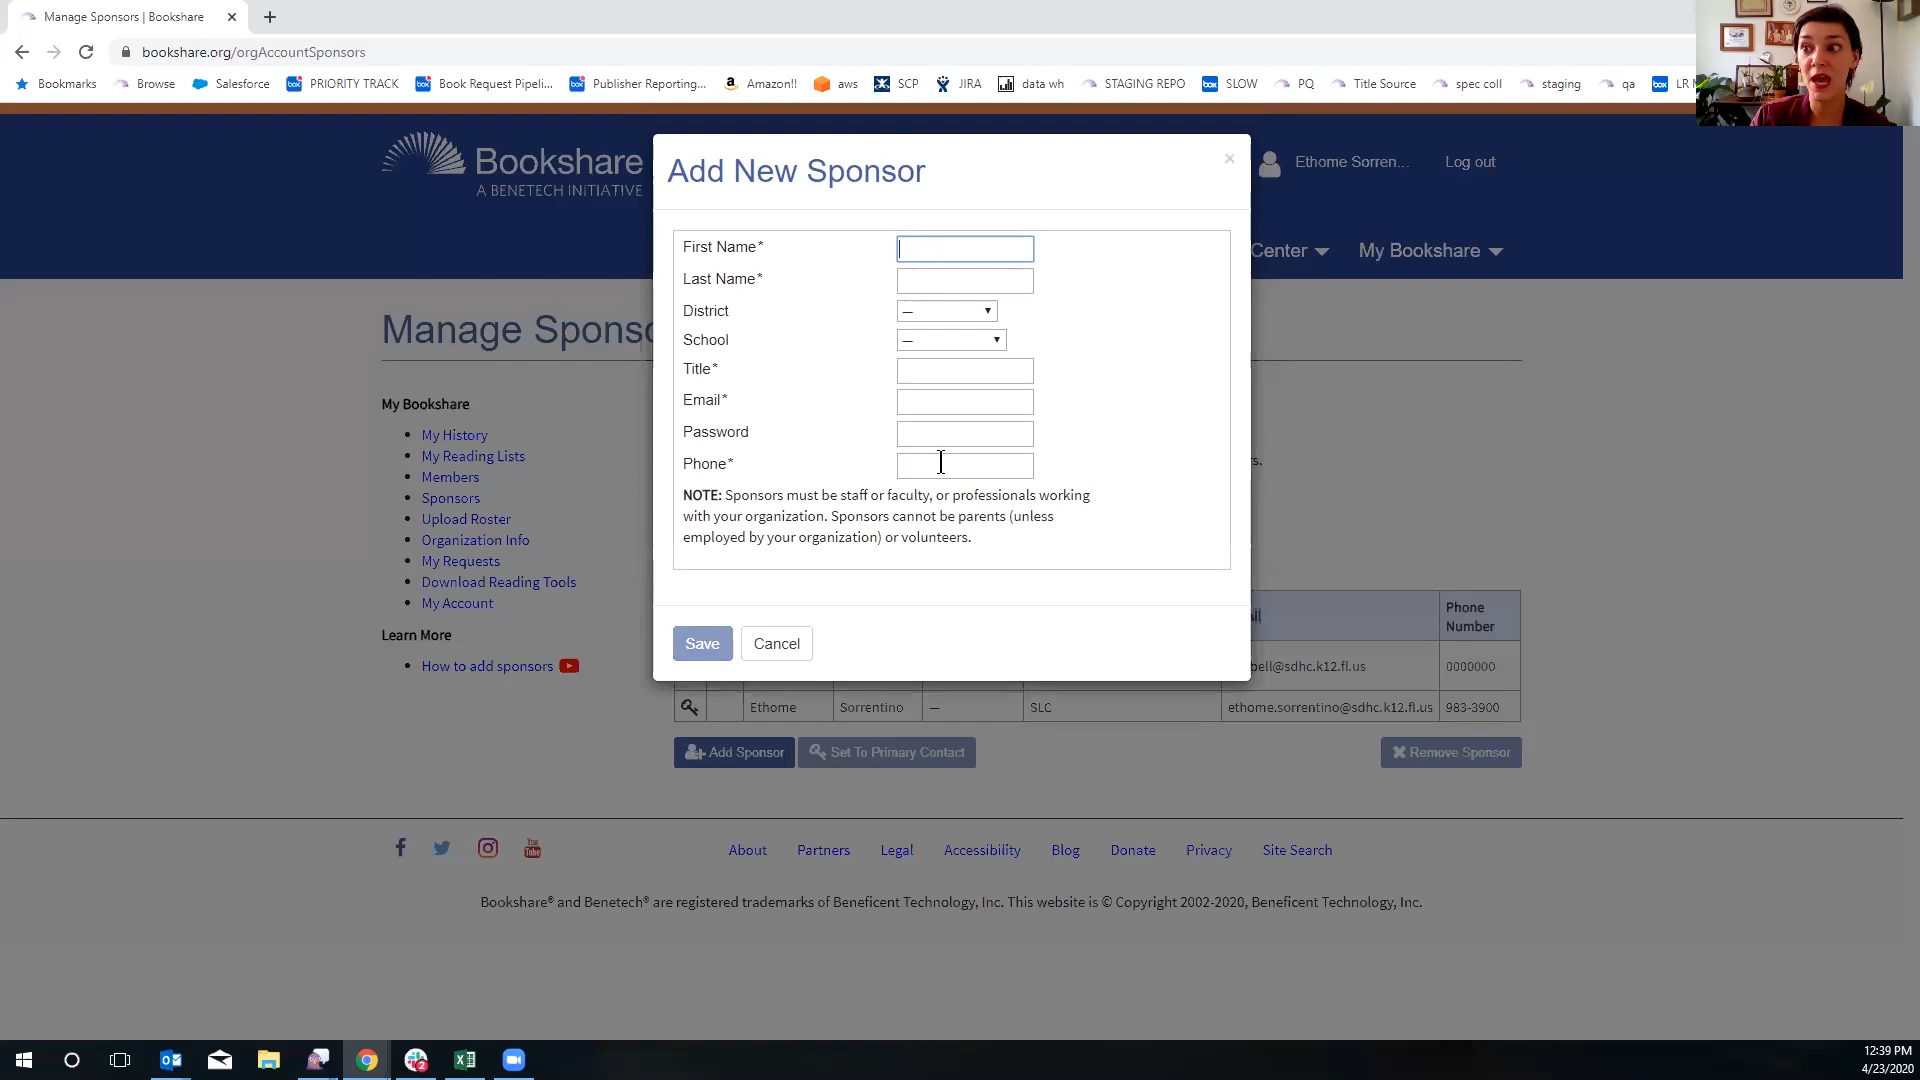 Manage Sponsors | Bookshare
bookshare.org/orgAccountSponsors
Bookmarks Browse Salesforce PRIORITY TRACK Book Request Pipeli... Publisher Reporting... Amazon!! aws SCP JIRA data wh STAGING REPO SLOW PQ Title Source spec coll staging qa LR
Bookshare
A BENETECH INITIATIVE
Ethome Sorren... Log out
Center My Bookshare
Add New Sponsor
First Name*
Last Name*
District —
School —
Title*
Email*
Password
Phone*
NOTE: Sponsors must be staff or faculty, or professionals working
with your organization. Sponsors cannot be parents (unless
employed by your organization) or volunteers.
Save Cancel
Manage Sponso
My Bookshare
My History
My Reading Lists
Members
Sponsors
Upload Roster
Organization Info
My Requests
Download Reading Tools
My Account
Learn More
How to add sponsors
Phone
Number
bell@sdhc.k12.fl.us 0000000
Ethome Sorrentino — SLC ethome.sorrentino@sdhc.k12.fl.us 983-3900
Add Sponsor Set To Primary Contact Remove Sponsor
You
Tube
About Partners Legal Accessibility Blog Donate Privacy Site Search
Bookshare® and Benetech® are registered trademarks of Beneficent Technology, Inc. This website is © Copyright 2002-2020, Beneficent Technology, Inc.
12:39 PM
4/23/2020